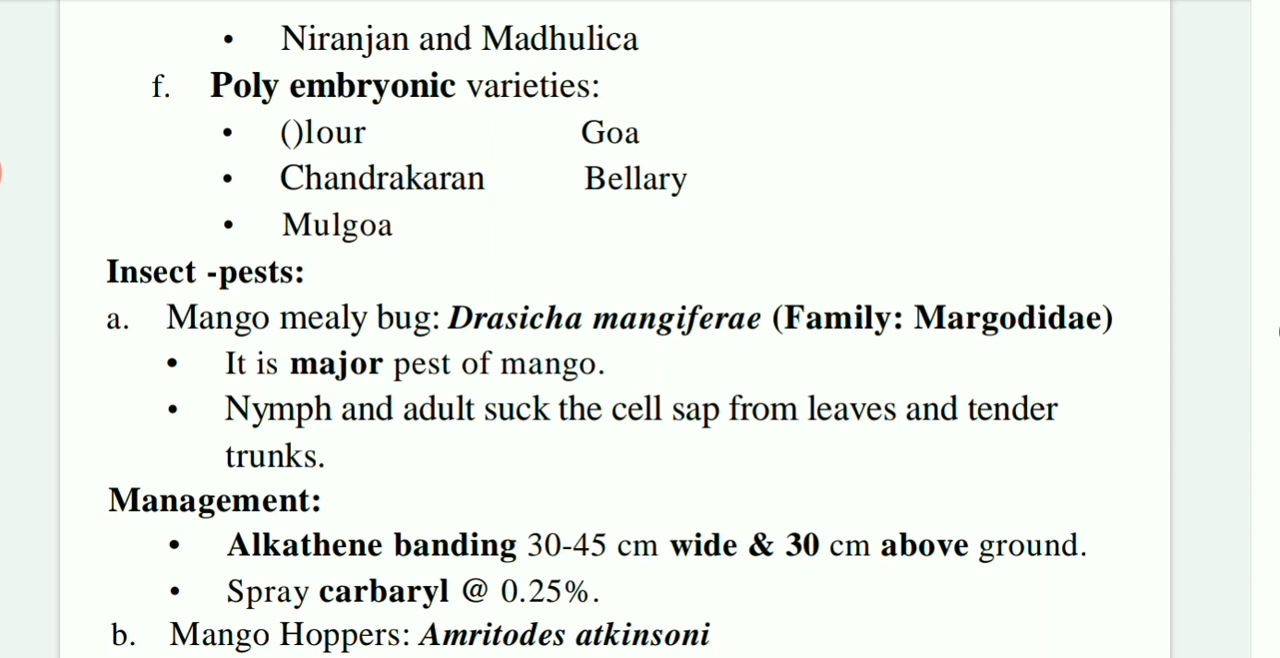 • Niranjan and Madhulica
f. Poly embryonic varieties:
• ()lour Goa
• Chandrakaran Bellary
• Mulgoa
Insect -pests:
a. Mango mealy bug: Drasicha mangiferae (Family: Margodidae)
• It is major pest of mango.
• Nymph and adult suck the cell sap from leaves and tender
trunks.
Management:
• Alkathene banding 30-45 cm wide & 30 cm above ground.
• Spray carbaryl @ 0.25%.
b. Mango Hoppers: Amritodes atkinsoni